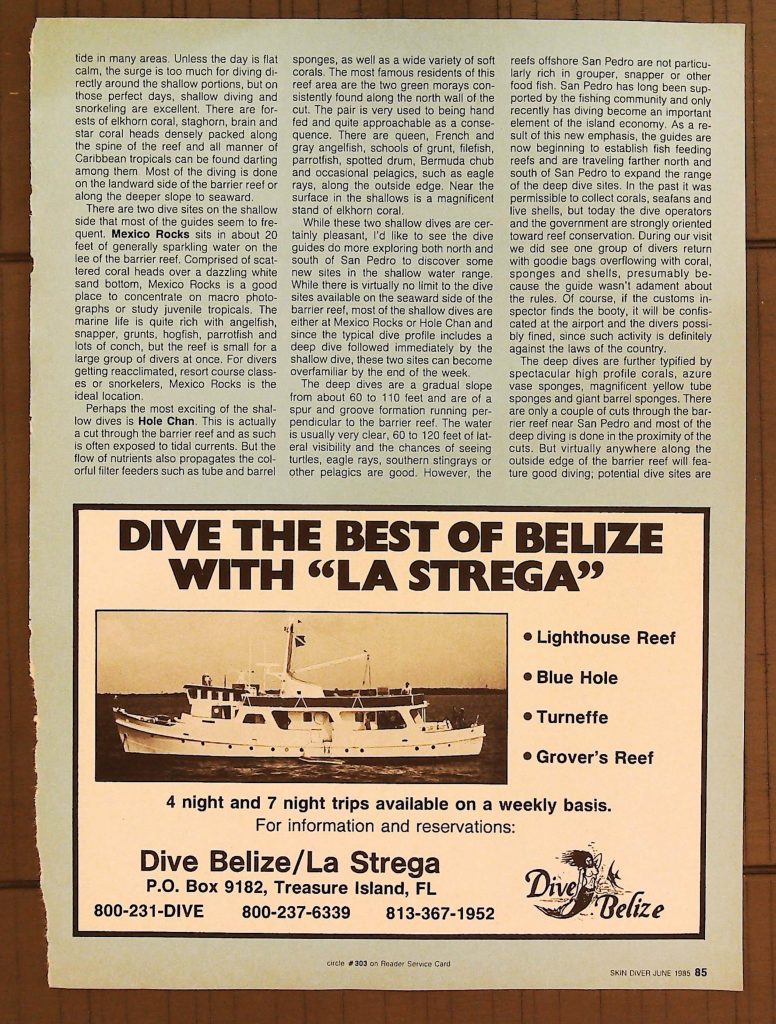 tide in many areas. Unless the day is flat
calm, the surge is too much for diving di-
rectly around the shallow portions, but on
those perfect days, shallow diving and
snorkeling are excellent. There are for-
ests of elkhorn coral, staghorn, brain and
star coral heads densely packed along
the spine of the reef and all manner of
Caribbean tropicals can be found darting
among them. Most of the diving is done
on the landward side of the barrier reef or
along the deeper slope to seaward.
There are two dive sites on the shallow
side that most of the guides seem to fre-
quent. Mexico Rocks sits in about 20
feet of generally sparkling water on the
lee of the barrier reef. Comprised of scat-
tered coral heads over a dazzling white
sand bottom, Mexico Rocks is a good
place to concentrate on macro photo-
graphs or study juvenile tropicals. The
marine life is quite rich with angelfish,
snapper, grunts, hogfish, parrotfish and
lots of conch, but the reef is small for a
large group of divers at once. For divers
getting reacclimated, resort course class-
es or snorkelers, Mexico Rocks is the
ideal location.
Perhaps the most exciting of the shal-
low dives is Hole Chan. This is actually
a cut through the barrier reef and as such
is often exposed to tidal currents. But the
flow of nutrients also propagates the col-
orful filter feeders such as tube and barrel
sponges, as well as a wide variety of soft
corals. The most famous residents of this
reef area are the two green morays con-
sistently found along the north wall of the
cut. The pair is very used to being hand
fed and quite approachable as a conse-
quence. There are queen, French and
gray angelfish, schools of grunt, filefish,
parrotfish, spotted drum, Bermuda chub
and occasional pelagics, such as eagle
rays, along the outside edge. Near the
surface in the shallows is a magnificent
stand of elkhorn coral.
While these two shallow dives are cer-
tainly pleasant, I'd like to see the dive
guides do more exploring both north and
south of San Pedro to discover some
new sites in the shallow water range.
While there is virtually no limit to the dive
sites available on the seaward side of the
barrier reef, most of the shallow dives are
either at Mexico Rocks or Hole Chan and
since the typical dive profile includes a
deep dive followed immediately by the
shallow dive, these two sites can become
overfamiliar by the end of the week.
The deep dives are a gradual slope
from about 60 to 110 feet and are of a
spur and groove formation running per-
pendicular to the barrier reef. The water
is usually very clear, 60 to 120 feet of lat-
eral visibility and the chances of seeing
turtles, eagle rays, southern stingrays or
other pelagics are good. However, the
reefs offshore San Pedro are not particu-
larly rich in grouper, snapper or other
food fish. San Pedro has long been sup-
ported by the fishing community and only
recently has diving become an important
element of the island economy. As a re-
sult of this new emphasis, the guides are
now beginning to establish fish feeding
reefs and are traveling farther north and
south of San Pedro to expand the range
of the deep dive sites. In the past it was
permissible to collect corals, seafans and
live shells, but today the dive operators
and the government are strongly oriented
toward reef conservation. During our visit
we did see one group of divers return
with goodie bags overflowing with coral,
sponges and shells, presumably be-
cause the guide wasn't adamant about
the rules. Of course, if the customs in-
spector finds the booty, it will be confis-
cated at the airport and the divers possi-
bly fined, since such activity is definitely
against the laws of the country.
The deep dives are further typified by
spectacular high profile corals, azure
vase sponges, magnificent yellow tube
sponges and giant barrel sponges. There
are only a couple of cuts through the bar-
rier reef near San Pedro and most of the
deep diving is done in the proximity of the
cuts. But virtually anywhere along the
outside edge of the barrier reef will fea-
ture good diving; potential dive sites are
DIVE THE BEST OF BELIZE
WITH “LA STREGA”
• Lighthouse Reef
• Blue Hole
• Turneffe
• Grover's Reef
4 night and 7 night trips available on a weekly basis.
For information and reservations:
Dive Belize/La Strega
P.O. Box 9182, Treasure Island, FL
800-231-DIVE 800-237-6339 813-367-1952
Dive
Belize
circle #303 on Reader Service Card
SKIN DIVER JUNE 1985 85